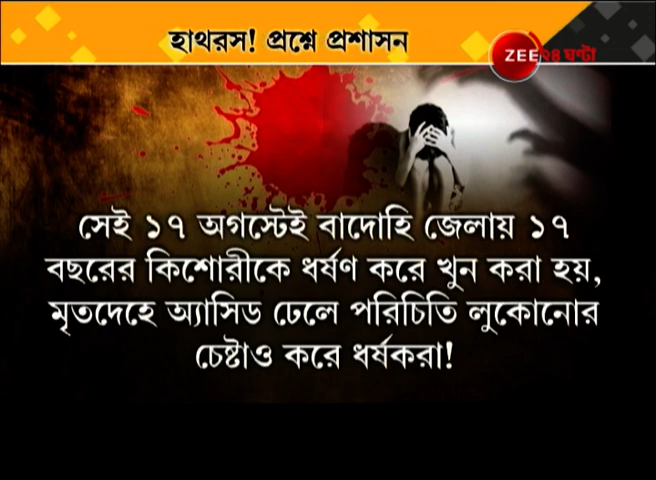 হাথরস! প্রশ্নে প্রশাসন
ZEE ২৪ ঘণ্টা
সেই ১৭ অগস্টেই বাদোহি জেলায় ১৭
বছরের কিশোরীকে ধর্ষণ করে খুন করা হয়,
মৃতদেহে অ্যাসিড ঢেলে পরিচিতি লুকোনোর
চেষ্টাও করে ধর্ষকরা!